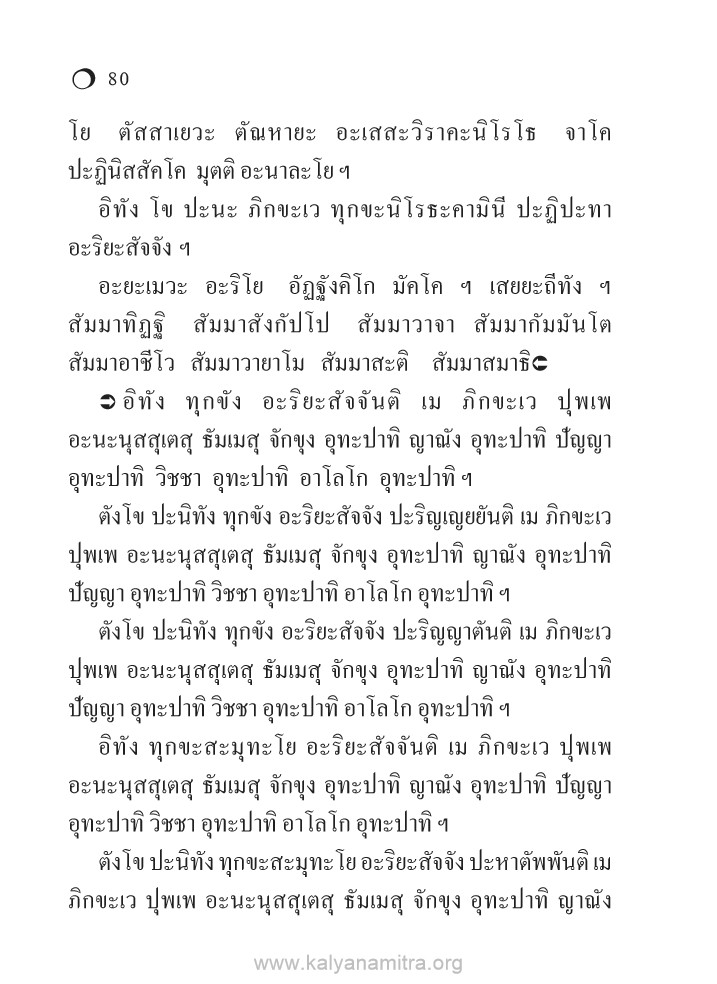 80
โย ตัสสาเยวะ ตัณหายะ อะเสสะวิราคะนิโรโธ จาโค
ปะฏินิสสัคโค มุตติ อะนาละโย ฯ
อิทัง โข ปะนะ ภิกขะเว ทุกขะนิโรธะคามินี ปะฏิปะทา
อะริยะสัจจัง ฯ
อะยะเมวะ อะริโย อัฏฐังคิโก มัคโค ฯ เสยยะถีทัง ฯ
สัมมาทิฏฐิ สัมมาสังกัปโป สัมมาวาจา สัมมากัมมันโต
สัมมาอาชีโว สัมมาวายาโม สัมมาสะติ สัมมาสมาธิ
อิทัง ทุกขัง อะริยะสัจจันติ เม ภิกขะเว ปุพเพ
อะนะนุสสุเตสุ ธัมเมสุ จักขุง อุทะปาทิ ญาณัง อุทะปาทิ ปัญญา
อุทะปาทิ วิชชา อุทะปาทิ อาโลโก อุทะปาทิ ฯ
ตังโข ปะนิทัง ทุกขัง อะริยะสัจจัง ปะริญเญยยันติ เม ภิกขะเว
ปุพเพ อะนะนุสสุเตสุ ธัมเมสุ จักขุง อุทะปาทิ ญาณัง อุทะปาทิ
ปัญญา อุทะปาทิ วิชชา อุทะปาทิ อาโลโก อุทะปาทิ ฯ
ตังโข ปะนิทัง ทุกขัง อะริยะสัจจัง ปะริญญาตันติ เม ภิกขะเว
ปุพเพ อะนะนุสสุเตสุ ธัมเมสุ จักขุง อุทะปาทิ ญาณัง อุทะปาทิ
ปัญญา อุทะปาทิ วิชชา อุทะปาทิ อาโลโก อุทะปาทิ ฯ
อิทัง ทุกขะสะมุทะโย อะริยะสัจจันติ เม ภิกขะเว ปุพเพ
อะนะนุสสุเตสุ ธัมเมสุ จักขุง อุทะปาทิ ญาณัง อุทะปาทิ ปัญญา
อุทะปาทิ วิชชา อุทะปาทิ อาโลโก อุทะปาทิ ฯ
ตังโข ปะนิทัง ทุกขะสะมุทะโย อะริยะสัจจัง ปะหาตัพพันติ เม
ภิกขะเว ปุพเพ อะนะนุสสุเตสุ ธัมเมสุ จักขุง อุทะปาทิ ญาณัง
www.kalyanamitra.org